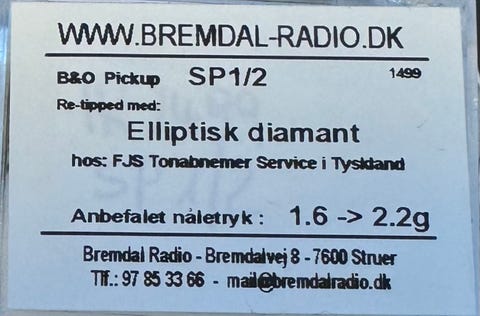 WWW.BREMDAL-RADIO.DK
B&O Pickup SP1/2 1499
Re-tipped med:
Elliptisk diamant
hos: FJS Tonabnemer Service i Tyskland
Anbefalet nåletryk : 1.6 -> 2.2g
Bremdal Radio - Bremdalvej 8 - 7600 Struer
Tlf.: 97 85 33 66 - mail@bremdalradio.dk